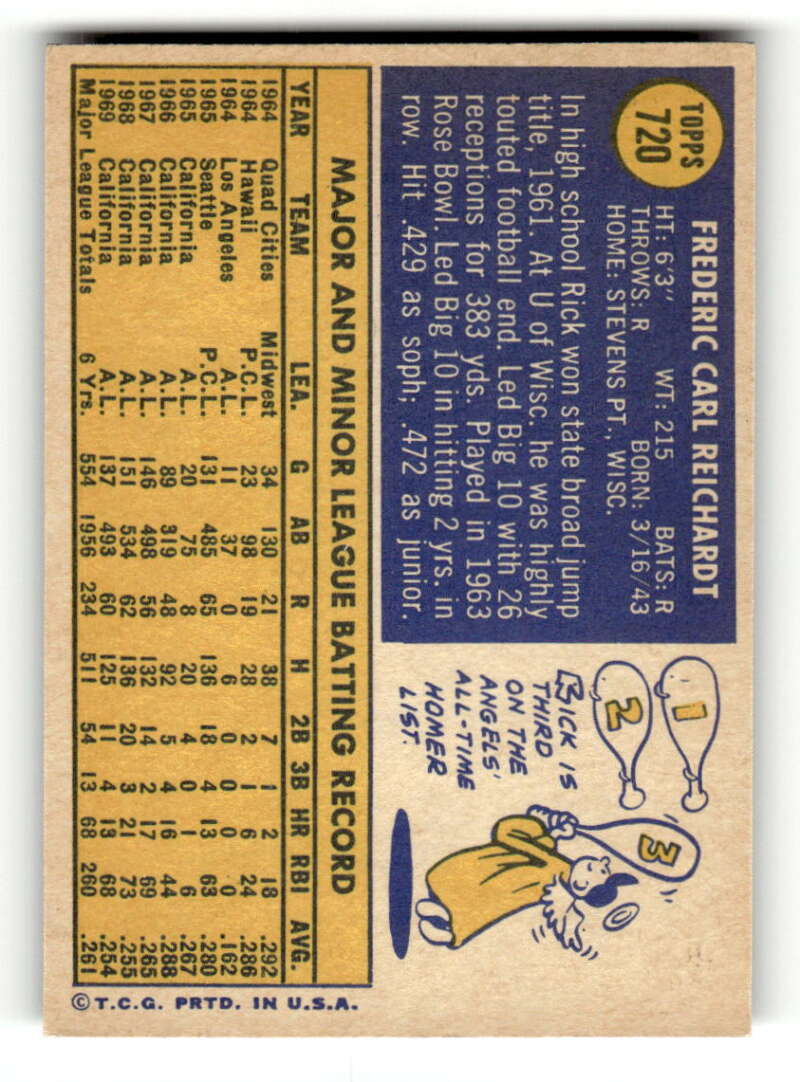 TOPPS
720
FREDERIC CARL REICHARDT
HT: 6'3" WT: 215 BATS: R
THROWS: R BORN: 3/16/43
HOME: STEVENS PT., WISC.
In high school Rick won state broad jump
title, 1961. At U of Wisc. he was highly
touted football end. Led Big 10 with 26
receptions for 383 yds. Played in 1963
Rose Bowl. Led Big 10 in hitting 2 yrs. in
row. Hit .429 as soph; .472 as junior.
1
2
3
RICK IS
THIRD
ON THE
ANGELS'
ALL-TIME
HOMER
LIST.
MAJOR AND MINOR LEAGUE BATTING RECORD
YEAR TEAM LEA. G AB R H 2B 3B HR RBI AVG.
1964 Quad Cities Midwest 34 130 21 38 7 1 2 18 .292
1964 Hawaii P.C.L. 23 98 19 28 2 1 6 24 .286
1964 Los Angeles A.L. 11 37 0 6 0 0 0 0 .162
1965 Seattle P.C.L. 131 485 65 136 18 4 13 63 .280
1965 California A.L. 20 75 8 20 4 0 1 6 .267
1966 California A.L. 89 319 48 92 5 4 16 44 .288
1967 California A.L. 146 498 56 132 14 2 17 69 .265
1968 California A.L. 151 534 62 136 20 3 21 73 .255
1969 California A.L. 137 493 60 125 11 4 13 68 .254
Major League Totals 6 Yrs. 554 1956 234 511 54 13 68 260 .261
© T.C.G. PRTD. IN U.S.A.